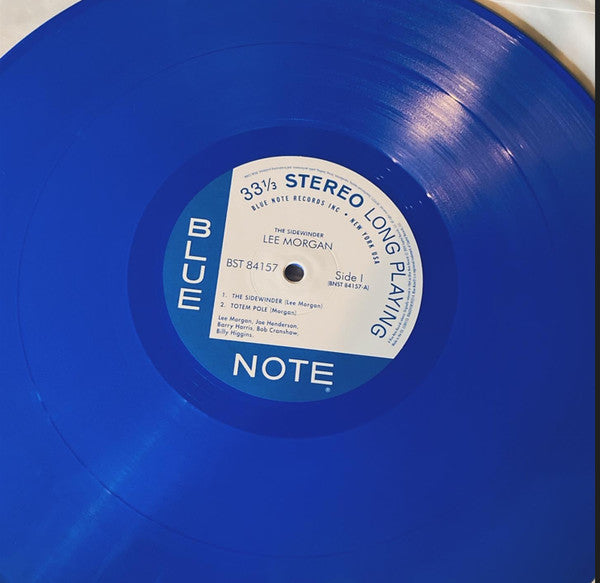 33⅓ STEREO LONG PLAYING
BLUE NOTE RECORDS INC • NEW YORK USA
THE SIDEWINDER
LEE MORGAN
BST 84157
Side 1
(BNST 84157-A)
1. THE SIDEWINDER (Lee Morgan)
2. TOTEM POLE (Morgan)
Lee Morgan, Joe Henderson,
Barry Harris, Bob Cranshaw,
Billy Higgins.
BLUE
NOTE®